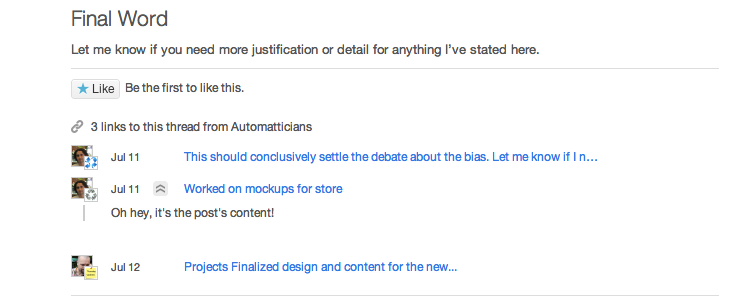 Final Word
Let me know if you need more justification or detail for anything I've stated here.
Like Be the first to like this.
3 links to this thread from Automatticians
Jul 11 This should conclusively settle the debate about the bias. Let me know if I n…
Jul 11 Worked on mockups for store
Oh hey, it's the post's content!
Jul 12 Projects Finalized design and content for the new...